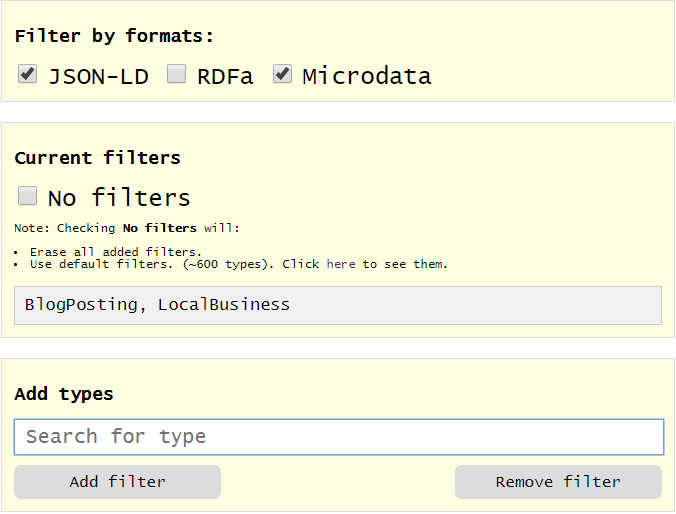 Filter by formats:
JSON-LD RDFa Microdata
Current filters
No filters
Note: Checking No filters will:
• Erase all added filters.
• Use default filters. (~600 types). Click here to see them.
BlogPosting, LocalBusiness
Add types
Search for type
Add filter Remove filter